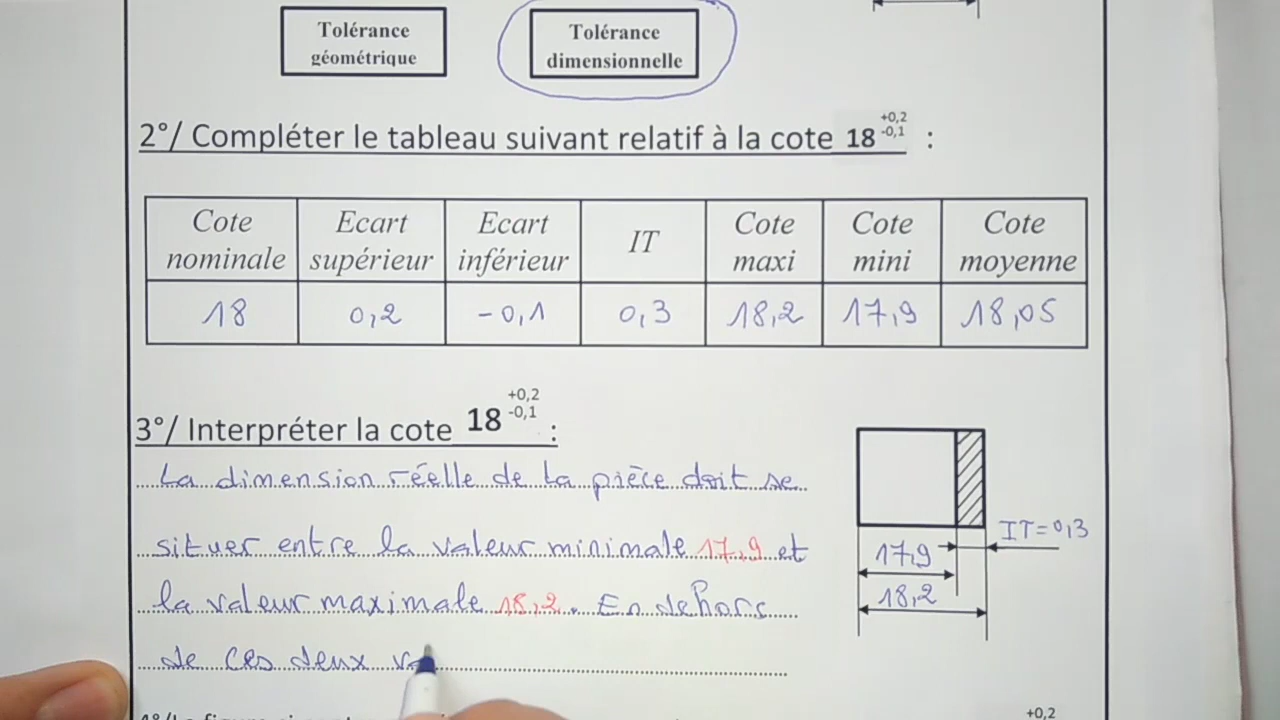 Tolérance
géométrique
Tolérance
dimensionnelle
2°/ Compléter le tableau suivant relatif à la cote 18 +0,2 -0,1 :
Cote nominale Ecart supérieur Ecart inférieur IT Cote maxi Cote mini Cote moyenne
18 0,2 -0,1 0,3 18,2 17,9 18,05
3°/ Interpréter la cote 18 +0,2 -0,1 :
La dimension réelle de la pièce doit se
situer entre la valeur minimale 17,9 et
la valeur maximale 18,2. En dehors
de ces deux
IT=0,3
17,9
18,2
+0,2